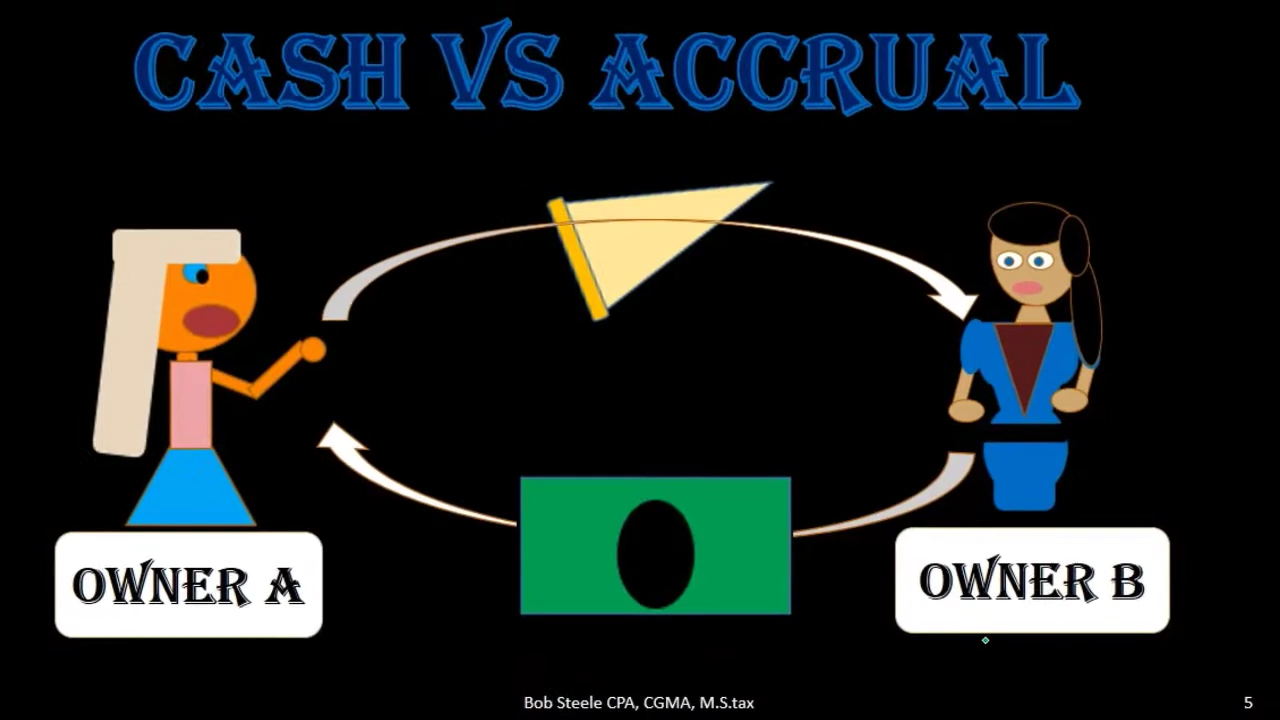 CASH VS ACCRUAL
OWNER A
OWNER B
Bob Steele CPA, CGMA, M.S.tax
5